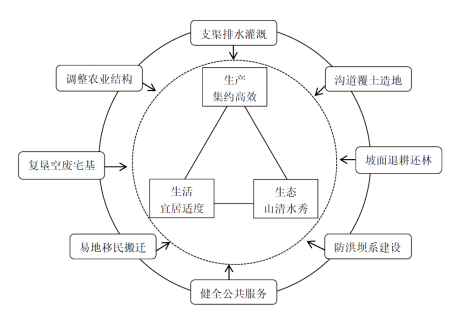 支渠排水灌溉
调整农业结构
沟道覆土造地
生产
集约高效
复垦空废宅基
坡面退耕还林
生活
宜居适度
生态
山清水秀
易地移民搬迁
防洪坝系建设
健全公共服务